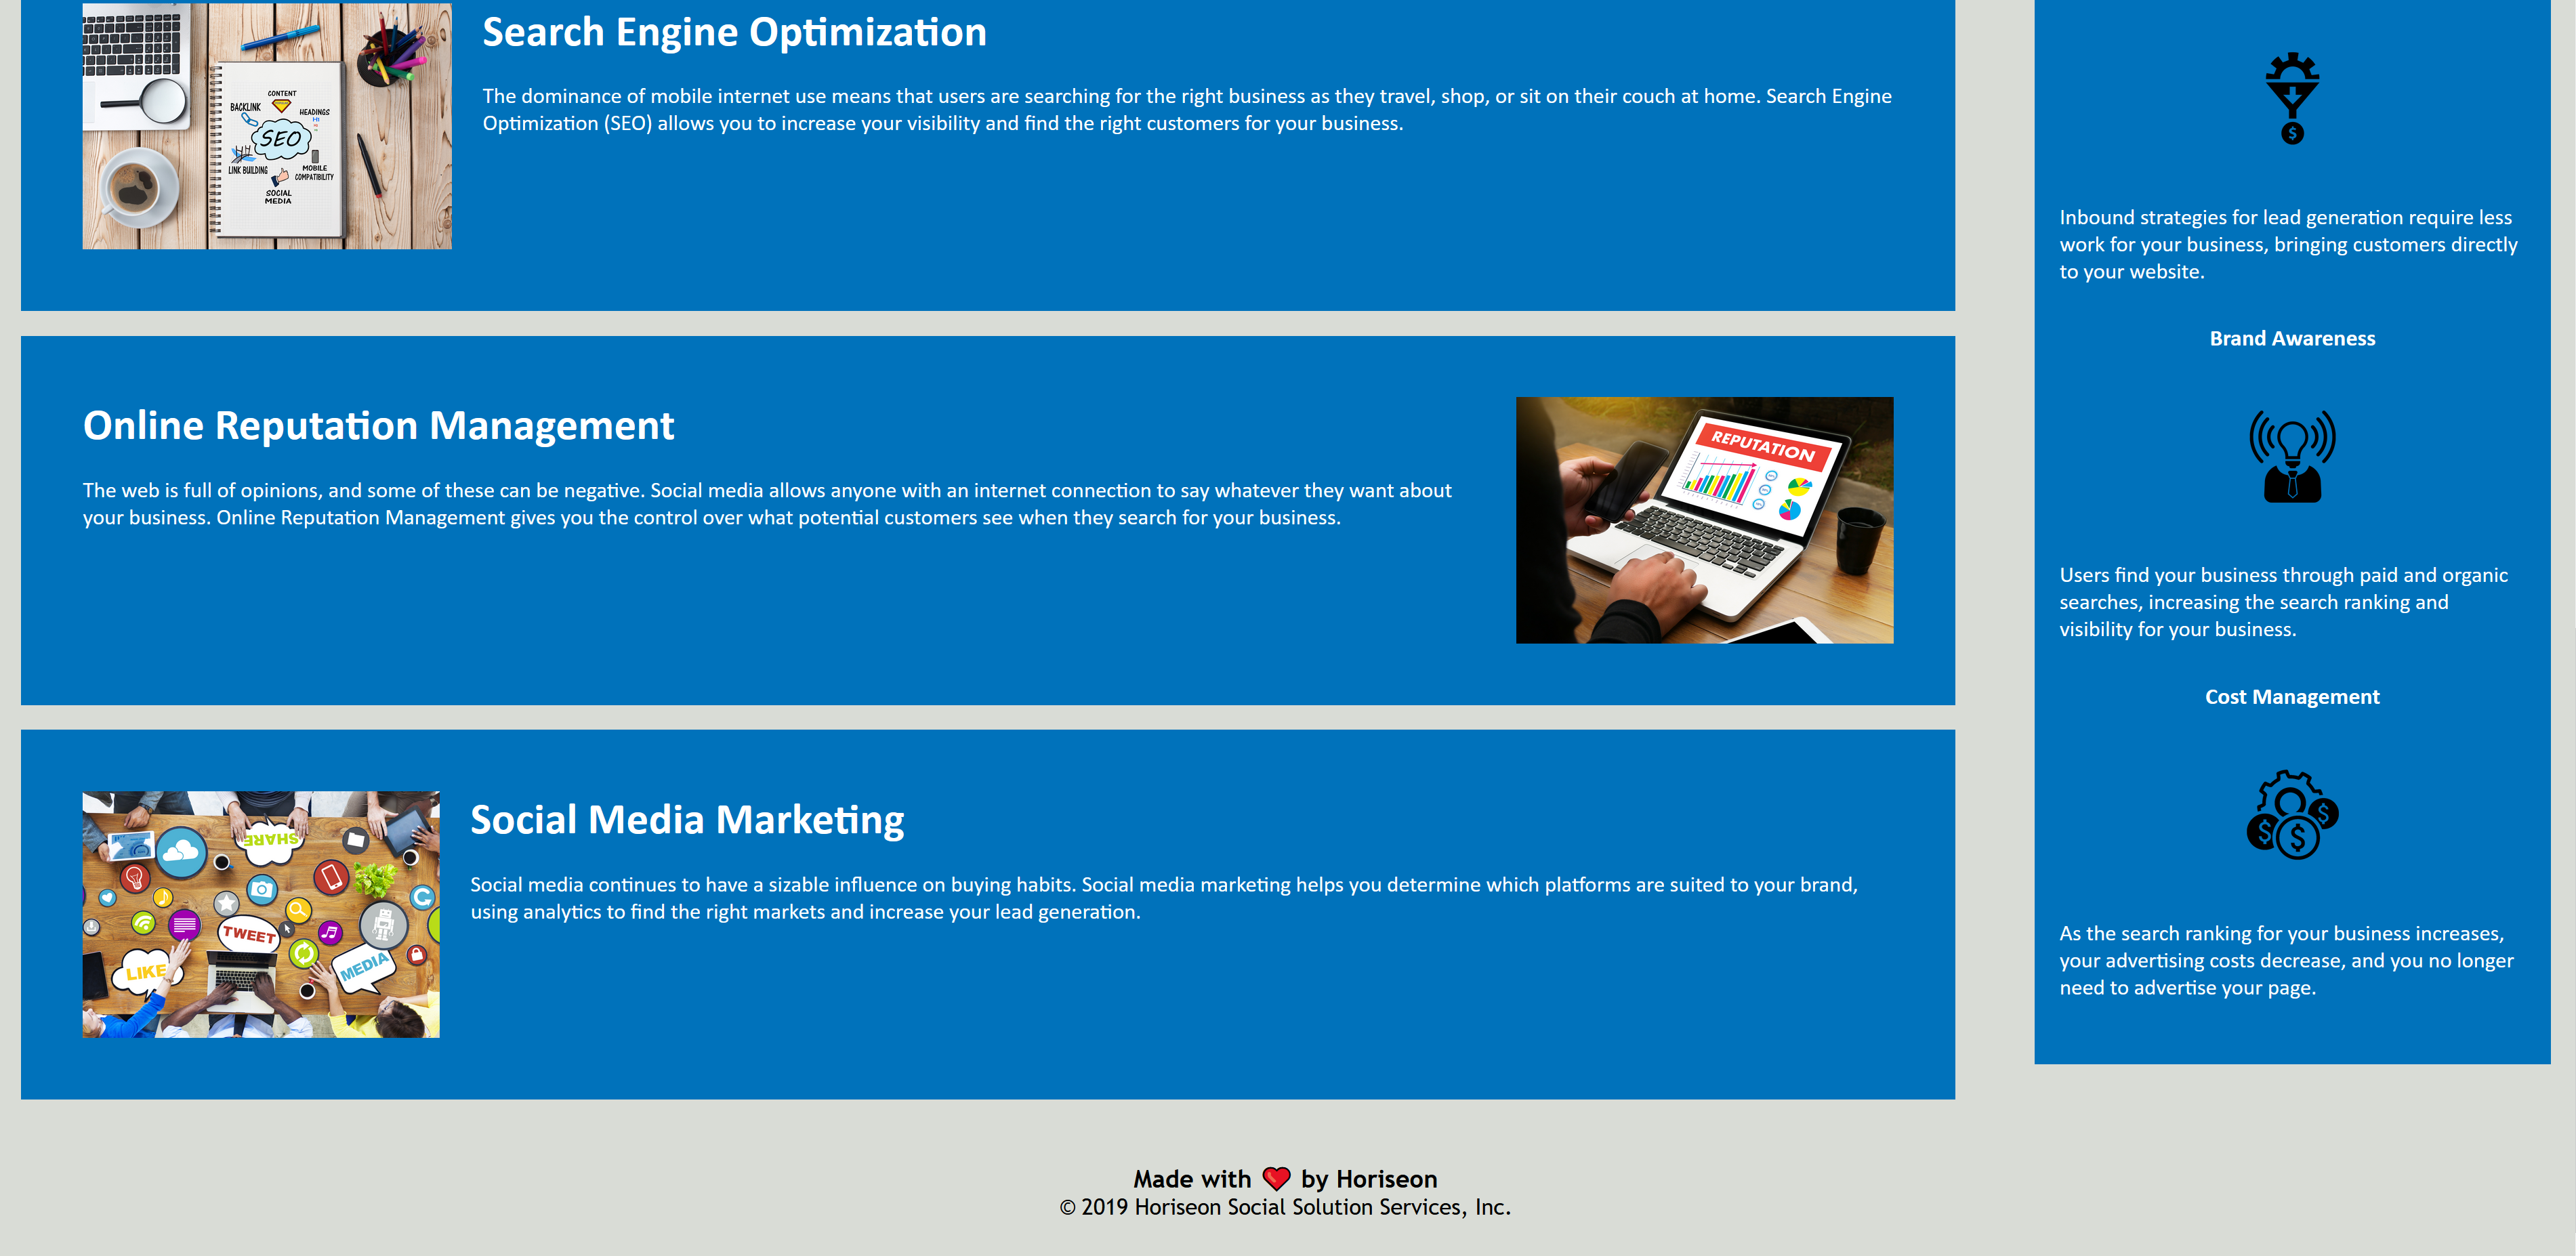 Search Engine Optimization
The dominance of mobile internet use means that users are searching for the right business as they travel, shop, or sit on their couch at home. Search Engine
Optimization (SEO) allows you to increase your visibility and find the right customers for your business.
CONTENT
BACKLINK
HEADINGS
H1
SEO
LINK BUILDING
MOBILE
COMPATIBILITY
SOCIAL
MEDIA
Online Reputation Management
The web is full of opinions, and some of these can be negative. Social media allows anyone with an internet connection to say whatever they want about
your business. Online Reputation Management gives you the control over what potential customers see when they search for your business.
REPUTATION
Social Media Marketing
Social media continues to have a sizable influence on buying habits. Social media marketing helps you determine which platforms are suited to your brand,
using analytics to find the right markets and increase your lead generation.
SHARE
TWEET
LIKE
MEDIA
$
Inbound strategies for lead generation require less
work for your business, bringing customers directly
to your website.
Brand Awareness
Users find your business through paid and organic
searches, increasing the search ranking and
visibility for your business.
Cost Management
$ $ $
As the search ranking for your business increases,
your advertising costs decrease, and you no longer
need to advertise your page.
Made with ❤️ by Horiseon
© 2019 Horiseon Social Solution Services, Inc.